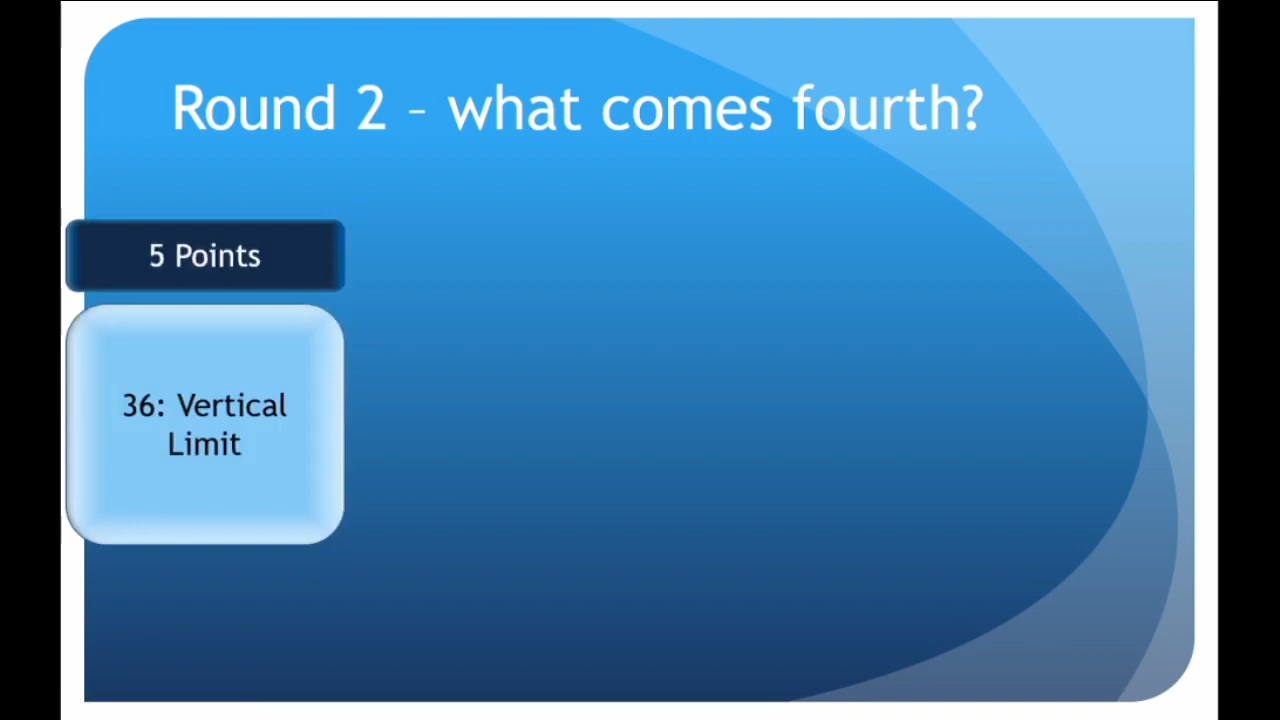 Round 2 – what comes fourth?
5 Points
36: Vertical
Limit